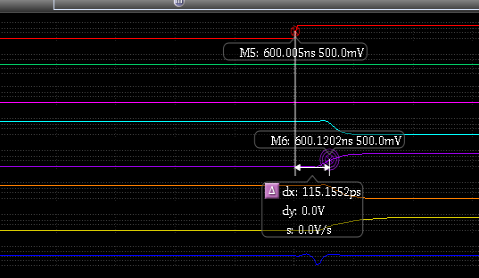 M5: 600.005ns 500.0mV
M6: 600.1202ns 500.0mV
Δ dx: 115.1552ps
dy: 0.0V
s: 0.0V/s